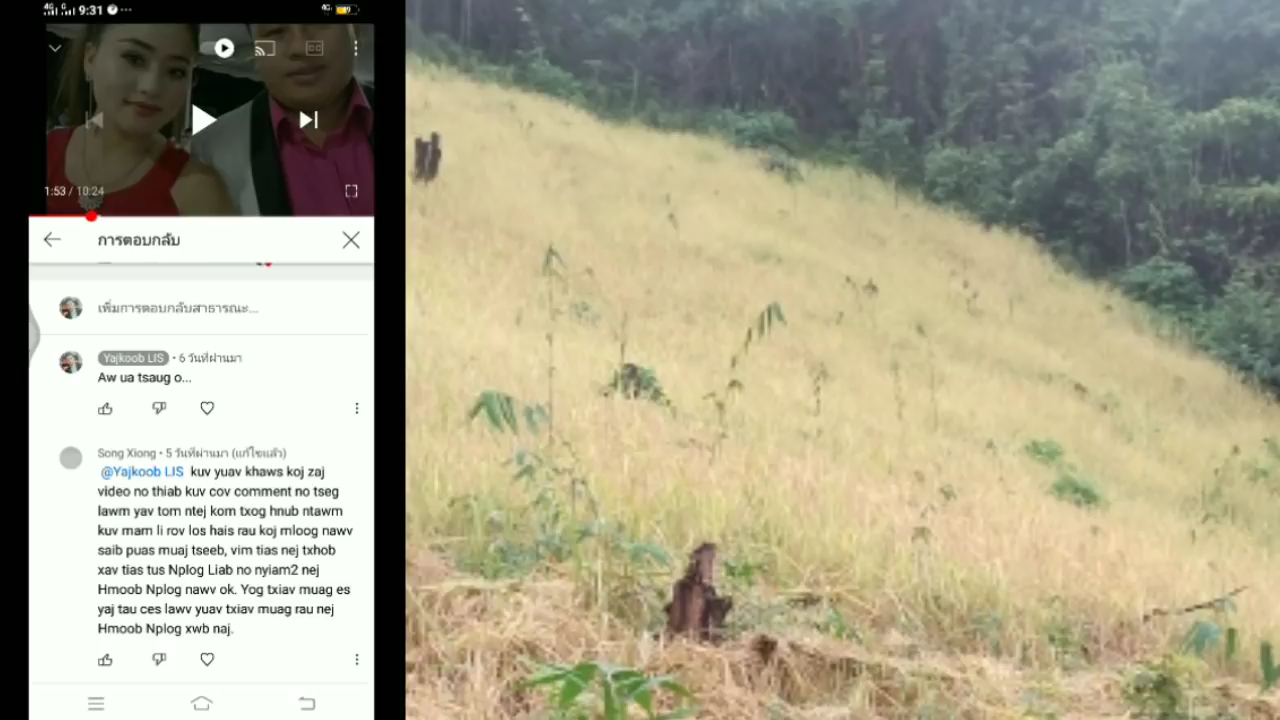 4G G 9:31 4G
CC
1:53 / 10:24
การตอบกลับ
เพิ่มการตอบกลับสาธารณะ...
Yajkoob LIS • 6 วันที่ผ่านมา
Aw ua tsaug o...
Song Xiong • 5 วันที่ผ่านมา (แก้ไขแล้ว)
@Yajkoob LIS kuv yuav khaws koj zaj
video no thiab kuv cov comment no tseg
lawm yav tom ntej kom txog hnub ntawm
kuv mam li rov los hais rau koj mloog nawv
saib puas muaj tseeb, vim tias nej txhob
xav tias tus Nplog Liab no nyiam2 nej
Hmoob Nplog nawv ok. Yog txiav muag es
yaj tau ces lawv yuav txiav muag rau nej
Hmoob Nplog xwb naj.